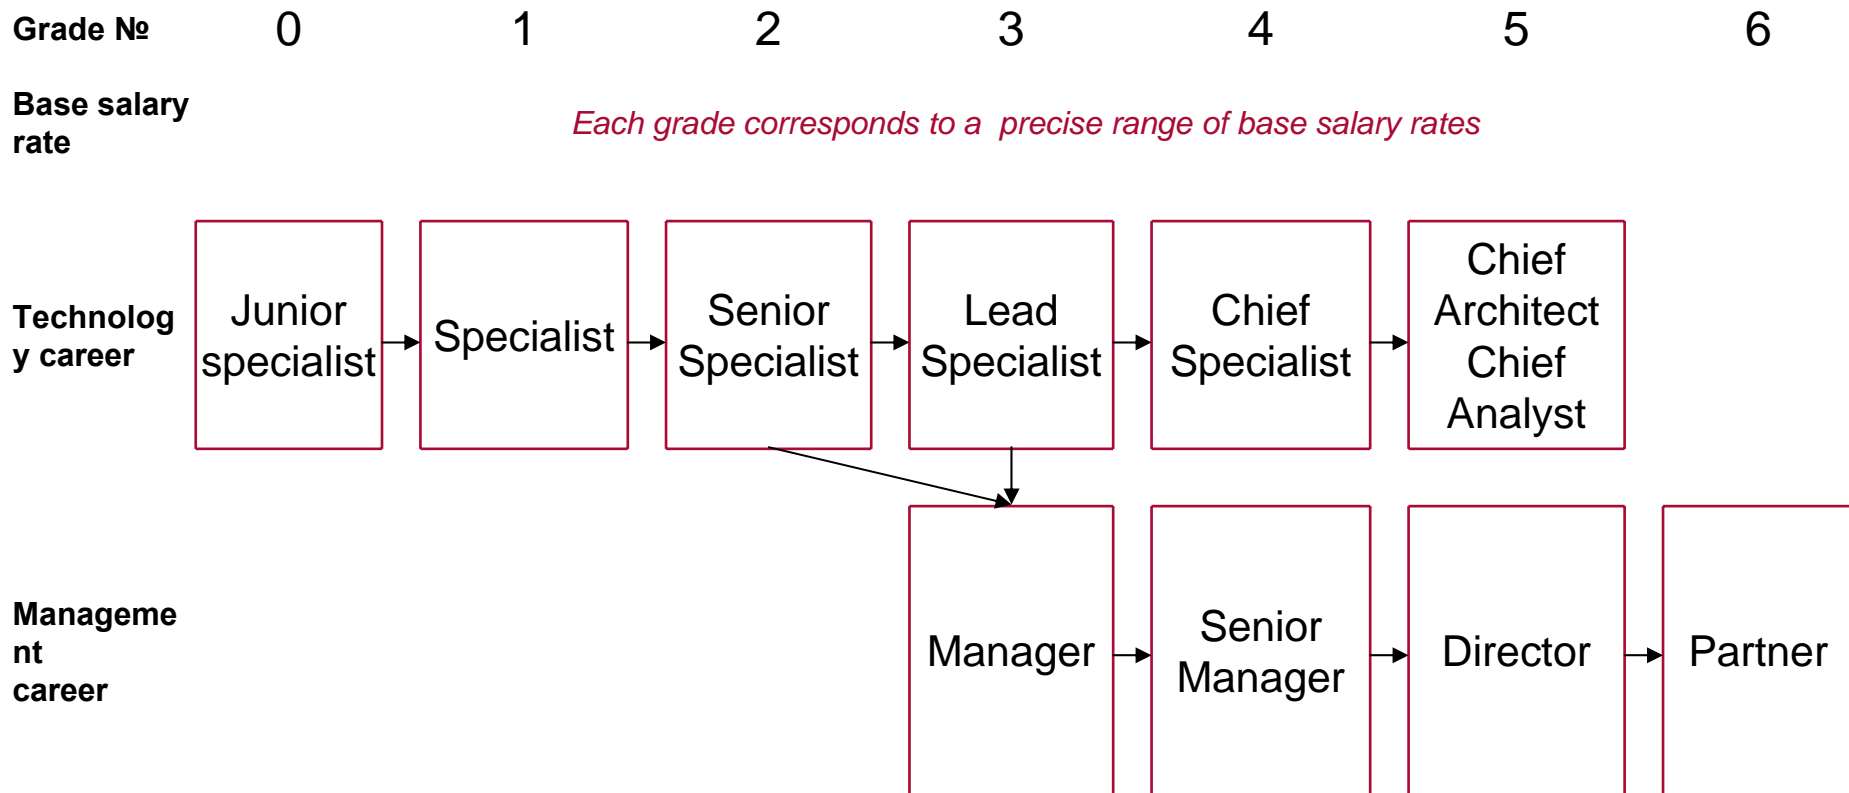 Grade № 0 1 2 3 4 5 6
Base salary
rate
Each grade corresponds to a  precise range of base salary rates
Technolog
y career
Junior
specialist
Specialist
Senior
Specialist
Lead
Specialist
Chief
Specialist
Chief
Architect
Chief
Analyst
Manageme
nt
career
Manager
Senior
Manager
Director
Partner